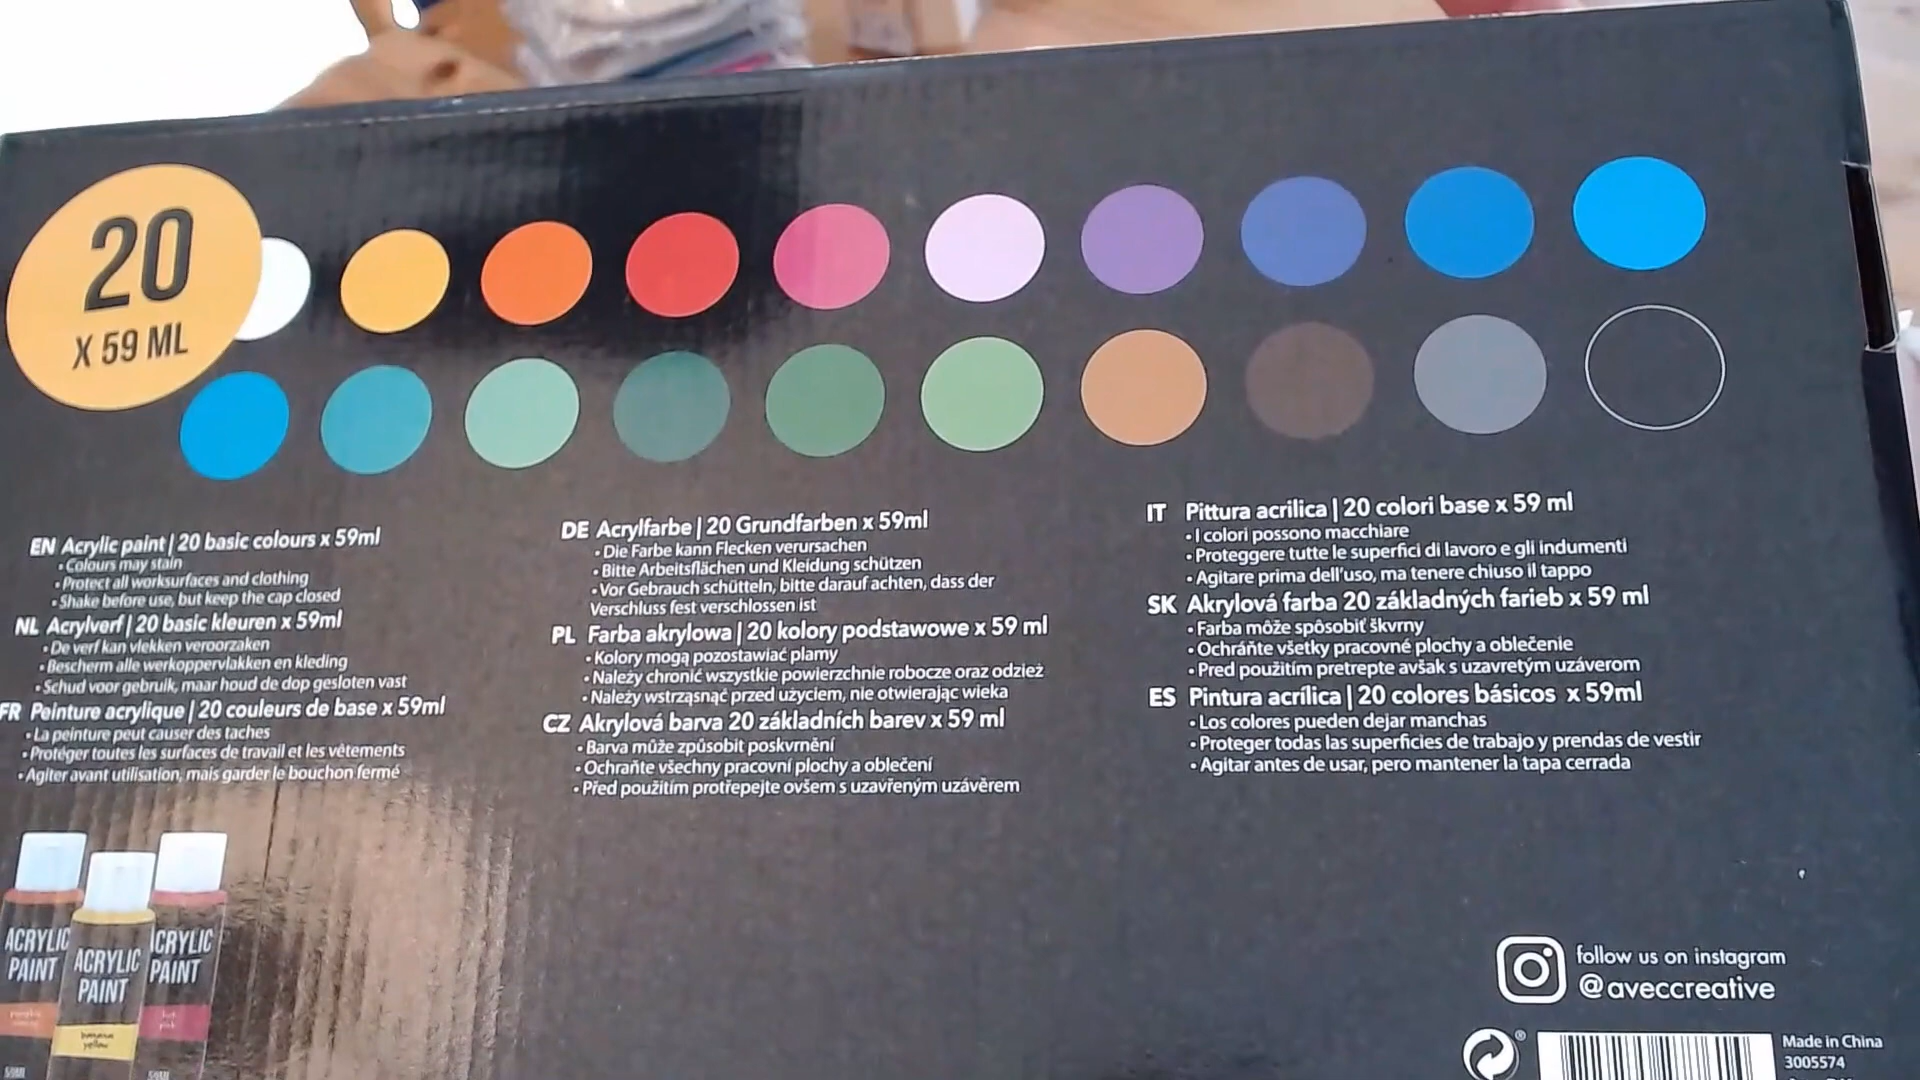 20
X 59 ML
EN Acrylic paint | 20 basic colours x 59ml
• Colours may stain
• Protect all worksurfaces and clothing
• Shake before use, but keep the cap closed
NL Acrylverf | 20 basic kleuren x 59ml
• De verf kan vlekken veroorzaken
• Bescherm alle werkoppervlakken en kleding
• Schud voor gebruik, maar houd de dop gesloten vast
FR Peinture acrylique | 20 couleurs de base x 59ml
• La peinture peut causer des taches
• Protéger toutes les surfaces de travail et les vêtements
• Agiter avant utilisation, mais garder le bouchon fermé
DE Acrylfarbe | 20 Grundfarben x 59ml
• Die Farbe kann Flecken verursachen
• Bitte Arbeitsflächen und Kleidung schützen
• Vor Gebrauch schütteln, bitte darauf achten, dass der
Verschluss fest verschlossen ist
PL Farba akrylowa | 20 kolory podstawowe x 59 ml
• Kolory mogą pozostawiać plamy
• Należy chronić wszystkie powierzchnie robocze oraz odzież
• Należy wstrząsnąć przed użyciem, nie otwierając wieka
CZ Akrylová barva 20 základních barev x 59 ml
• Barva může způsobit poskvrnění
• Ochraňte všechny pracovní plochy a oblečení
• Před použitím protřepejte ovšem s uzavřeným uzávěrem
IT Pittura acrilica | 20 colori base x 59 ml
• I colori possono macchiare
• Proteggere tutte le superfici di lavoro e gli indumenti
• Agitare prima dell'uso, ma tenere chiuso il tappo
SK Akrylová farba 20 základných farieb x 59 ml
• Farba môže spôsobiť škvrny
• Ochráňte všetky pracovné plochy a oblečenie
• Pred použitím pretrepte avšak s uzavretým uzáverom
ES Pintura acrílica | 20 colores básicos x 59ml
• Los colores pueden dejar manchas
• Proteger todas las superficies de trabajo y prendas de vestir
• Agitar antes de usar, pero mantener la tapa cerrada
ACRYLIC
PAINT
ACRYLIC
PAINT
banana
yellow
ACRYLIC
PAINT
hot
pink
59ML
follow us on instagram
@aveccreative
Made in China
3005574